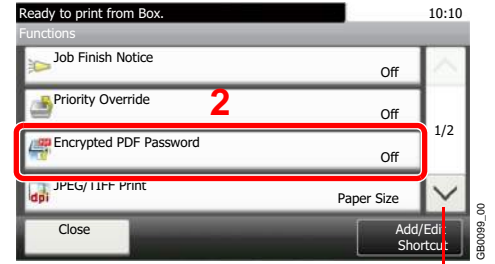 Ready to print from Box.
10:10
Functions
Job Finish Notice
Off
Priority Override
2
Off
1/2
Encrypted PDF Password
Off
JPEG/TIFF Print
Paper Size
Close
Add/Edit
Shortcut
GB0099_00